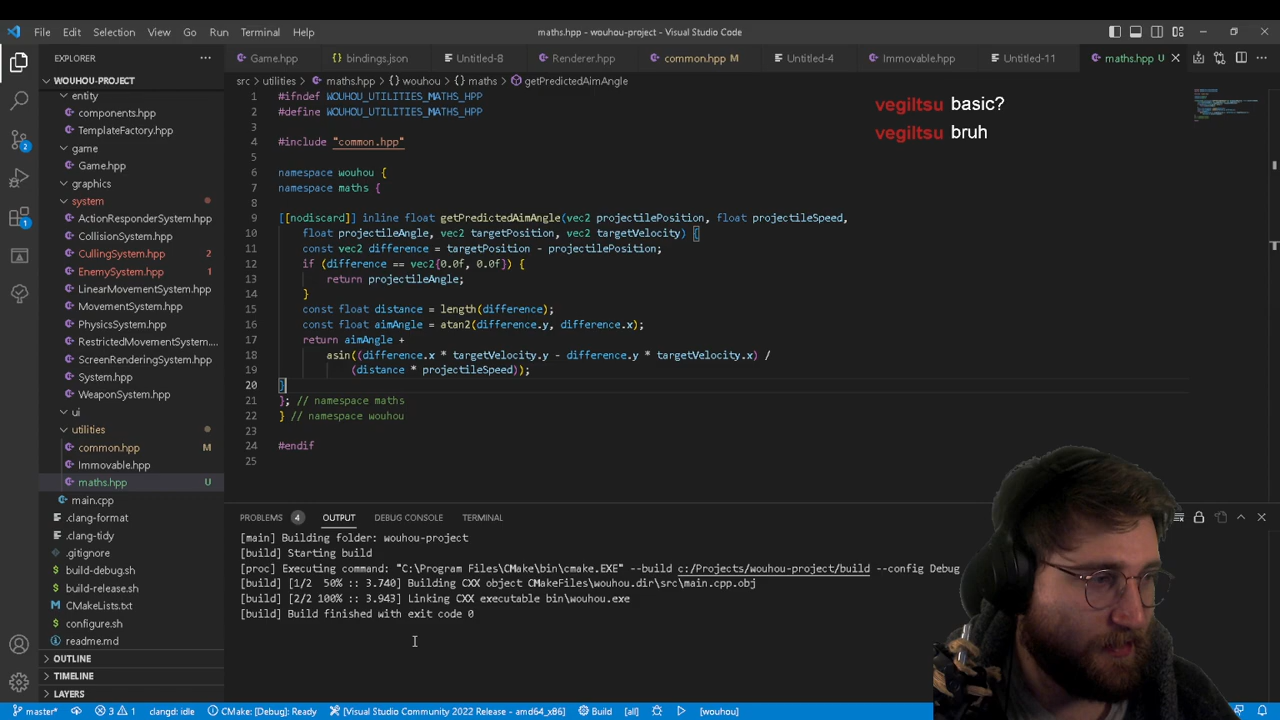 File Edit Selection View Go Run Terminal Help
maths.hpp - wouhou-project - Visual Studio Code
EXPLORER
WOUHOU-PROJECT
entity
components.hpp
TemplateFactory.hpp
game
Game.hpp
graphics
system
ActionResponderSystem.hpp
CollisionSystem.hpp
CullingSystem.hpp 2
EnemySystem.hpp 1
LinearMovementSystem.hpp
MovementSystem.hpp
PhysicsSystem.hpp
RestrictedMovementSystem....
ScreenRenderingSystem.hpp
System.hpp
WeaponSystem.hpp
ui
utilities
common.hpp M
Immovable.hpp
maths.hpp U
main.cpp
.clang-format
.clang-tidy
.gitignore
build-debug.sh
build-release.sh
CMakeLists.txt
configure.sh
readme.md
OUTLINE
TIMELINE
LAYERS
2
1
Game.hpp bindings.json Untitled-8 Renderer.hpp common.hpp M Untitled-4 Immovable.hpp Untitled-11 maths.hpp U
src > utilities > maths.hpp > {} wouhou > {} maths > getPredictedAimAngle
1 #ifndef WOUHOU_UTILITIES_MATHS_HPP
2 #define WOUHOU_UTILITIES_MATHS_HPP
3
4 #include "common.hpp"
5
6 namespace wouhou {
7 namespace maths {
8
9 [[nodiscard]] inline float getPredictedAimAngle(vec2 projectilePosition, float projectileSpeed,
10 float projectileAngle, vec2 targetPosition, vec2 targetVelocity) {
11 const vec2 difference = targetPosition - projectilePosition;
12 if (difference == vec2{0.0f, 0.0f}) {
13 return projectileAngle;
14 }
15 const float distance = length(difference);
16 const float aimAngle = atan2(difference.y, difference.x);
17 return aimAngle +
18 asin((difference.x * targetVelocity.y - difference.y * targetVelocity.x) /
19 (distance * projectileSpeed));
20 }
21 }; // namespace maths
22 } // namespace wouhou
23
24 #endif
25
vegiltsu basic?
vegiltsu bruh
PROBLEMS 4 OUTPUT DEBUG CONSOLE TERMINAL
[main] Building folder: wouhou-project
[build] Starting build
[proc] Executing command: "C:\Program Files\CMake\bin\cmake.EXE" --build c:/Projects/wouhou-project/build --config Debug
[build] [1/2 50% :: 3.740] Building CXX object CMakeFiles\wouhou.dir\src\main.cpp.obj
[build] [2/2 100% :: 3.943] Linking CXX executable bin\wouhou.exe
[build] Build finished with exit code 0
master* 3 1 clangd: idle CMake: [Debug]: Ready [Visual Studio Community 2022 Release - amd64_x86] Build [all] [wouhou]